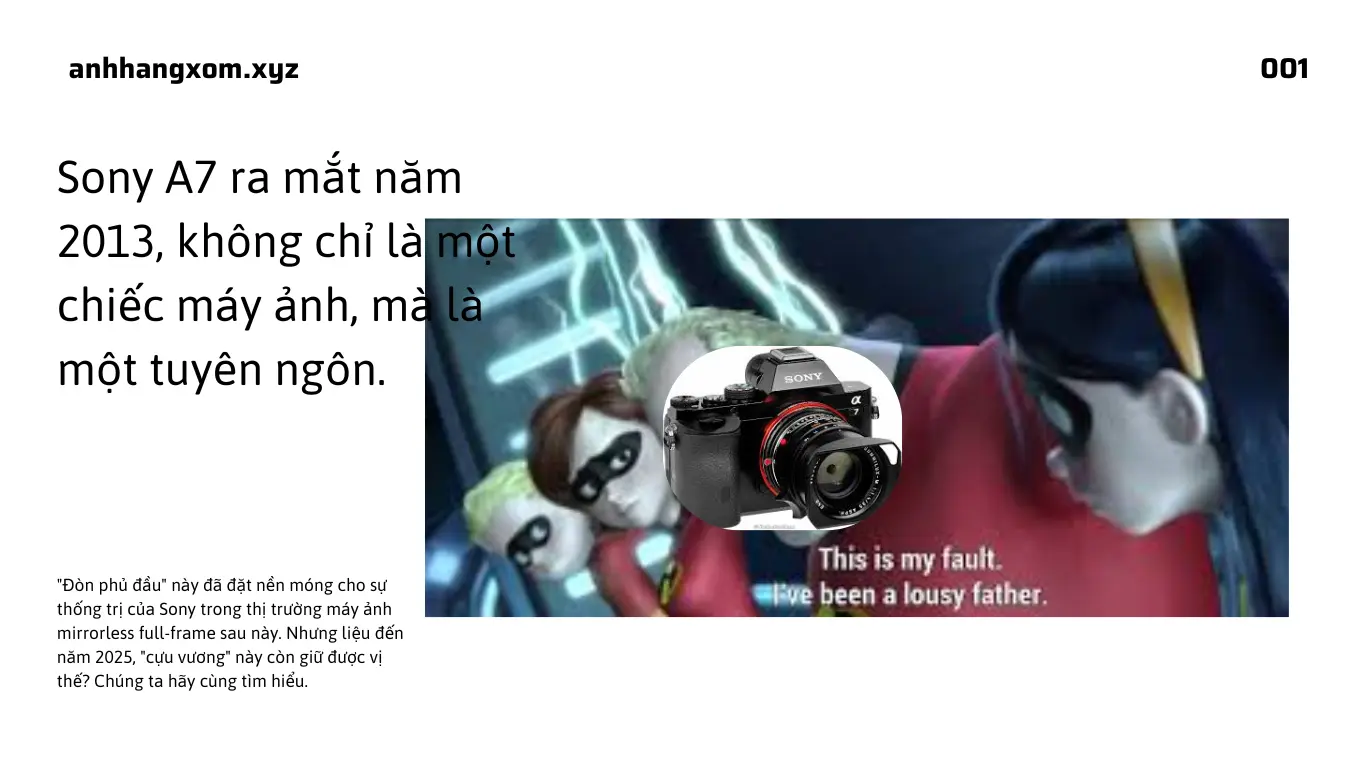 anhhangxom.xyz
001
Sony A7 ra mắt năm
2013, không chỉ là một
chiếc máy ảnh, mà là
một tuyên ngôn.
SONY
α
7
This is my fault.
I've been a lousy father.
"Đòn phủ đầu" này đã đặt nền móng cho sự
thống trị của Sony trong thị trường máy ảnh
mirrorless full-frame sau này. Nhưng liệu đến
năm 2025, "cựu vương" này còn giữ được vị
thế? Chúng ta hãy cùng tìm hiểu.